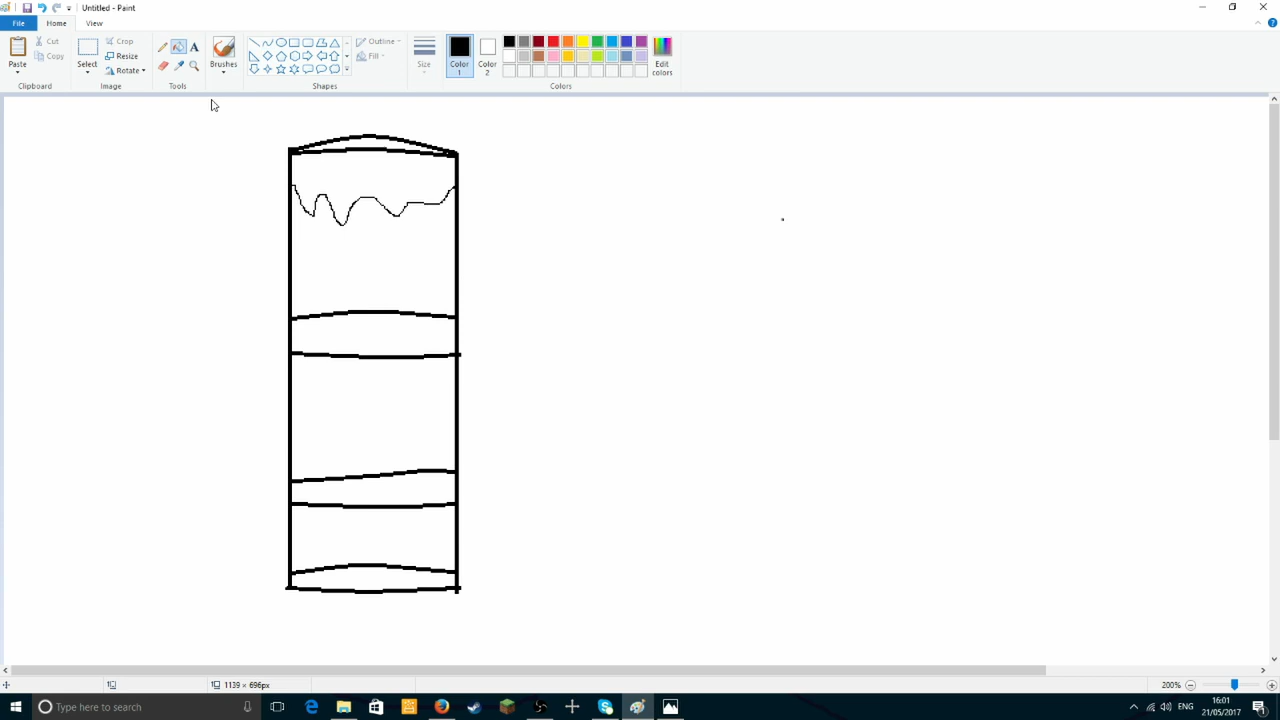 Untitled - Paint
File Home View
Paste
Cut
Copy
Clipboard
Select
Crop
Resize
Rotate
Image
A
Tools
Brushes
Shapes
Outline
Fill
Size
Color 1
Color 2
Edit colors
Colors
1139 × 696px
200%
Type here to search
ENG
16:01
21/05/2017